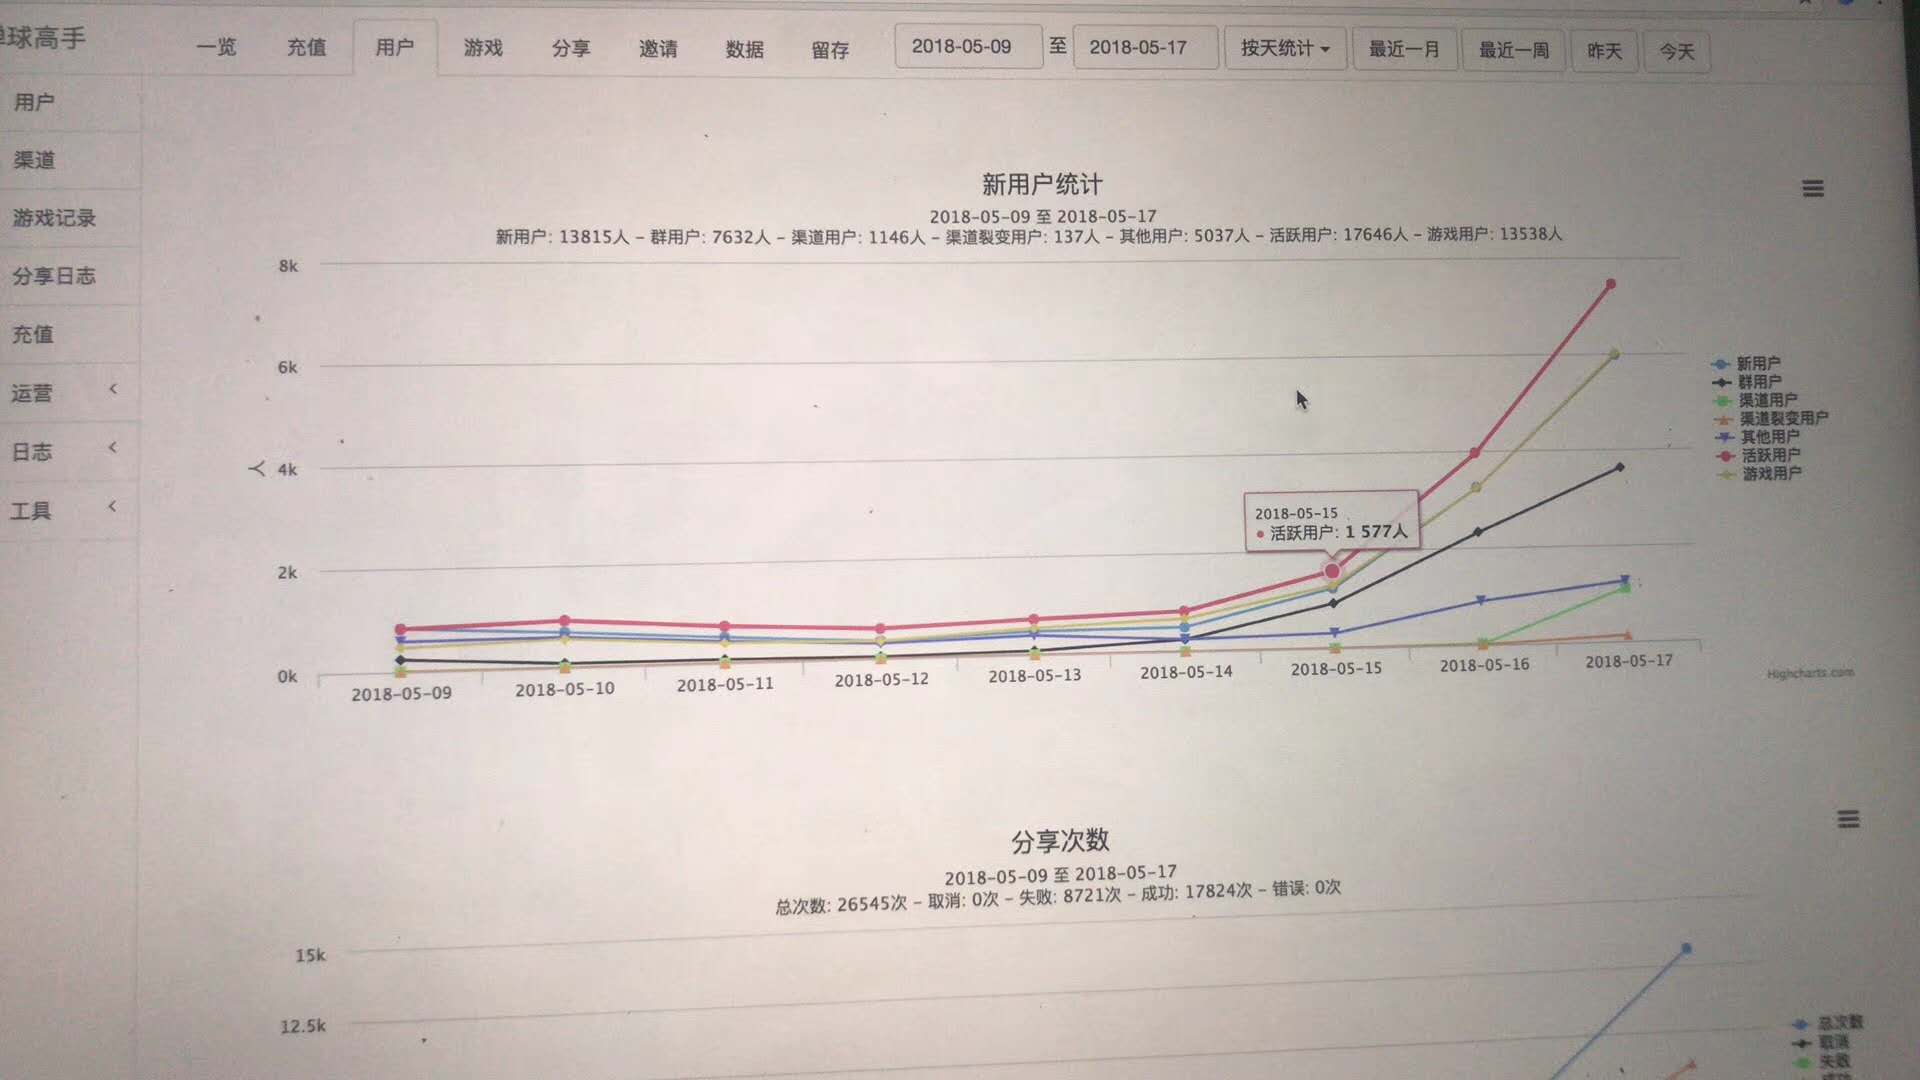 球高手
一览 充值 用户 游戏 分享 邀请 数据 留存 2018-05-09 至 2018-05-17 按天统计 最近一月 最近一周 昨天 今天
用户
渠道
游戏记录
分享日志
充值
运营
日志
工具
新用户统计
2018-05-09 至 2018-05-17
新用户: 13815人 – 群用户: 7632人 – 渠道用户: 1146人 – 渠道裂变用户: 137人 – 其他用户: 5037人 – 活跃用户: 17646人 – 游戏用户: 13538人
8k
6k
人
4k
2k
0k
2018-05-15
活跃用户: 1 577人
新用户
群用户
渠道用户
渠道裂变用户
其他用户
活跃用户
游戏用户
2018-05-09 2018-05-10 2018-05-11 2018-05-12 2018-05-13 2018-05-14 2018-05-15 2018-05-16 2018-05-17
Highcharts.com
分享次数
2018-05-09 至 2018-05-17
总次数: 26545次 – 取消: 0次 – 失败: 8721次 – 成功: 17824次 – 错误: 0次
15k
12.5k
总次数
取消
失败